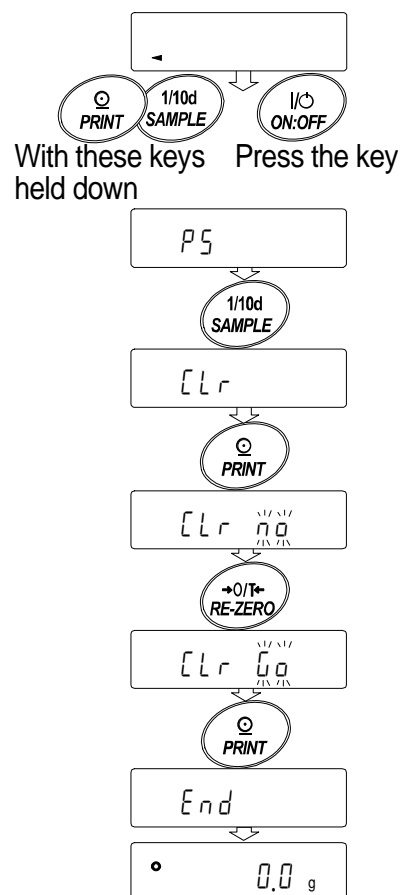 1/10d I/
PRINT SAMPLE ON:OFF
With these keys Press the key
held down
PS
1/10d
SAMPLE
CLr
PRINT
CLr no
→0/T←
RE-ZERO
CLr Go
PRINT
End
0.0 g